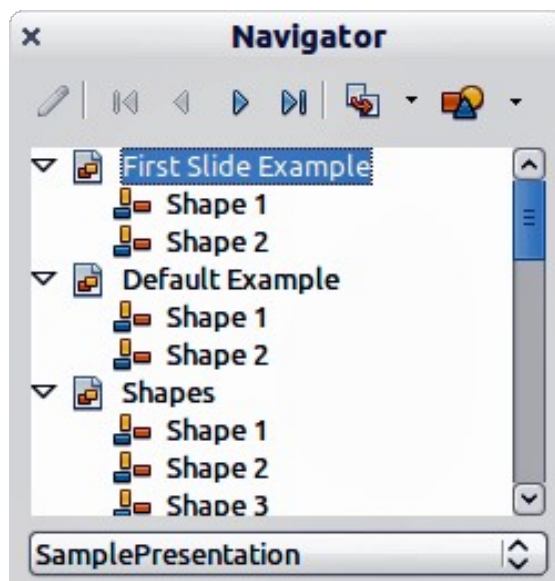 Navigator
First Slide Example
Shape 1
Shape 2
Default Example
Shape 1
Shape 2
Shapes
Shape 1
Shape 2
Shape 3
SamplePresentation